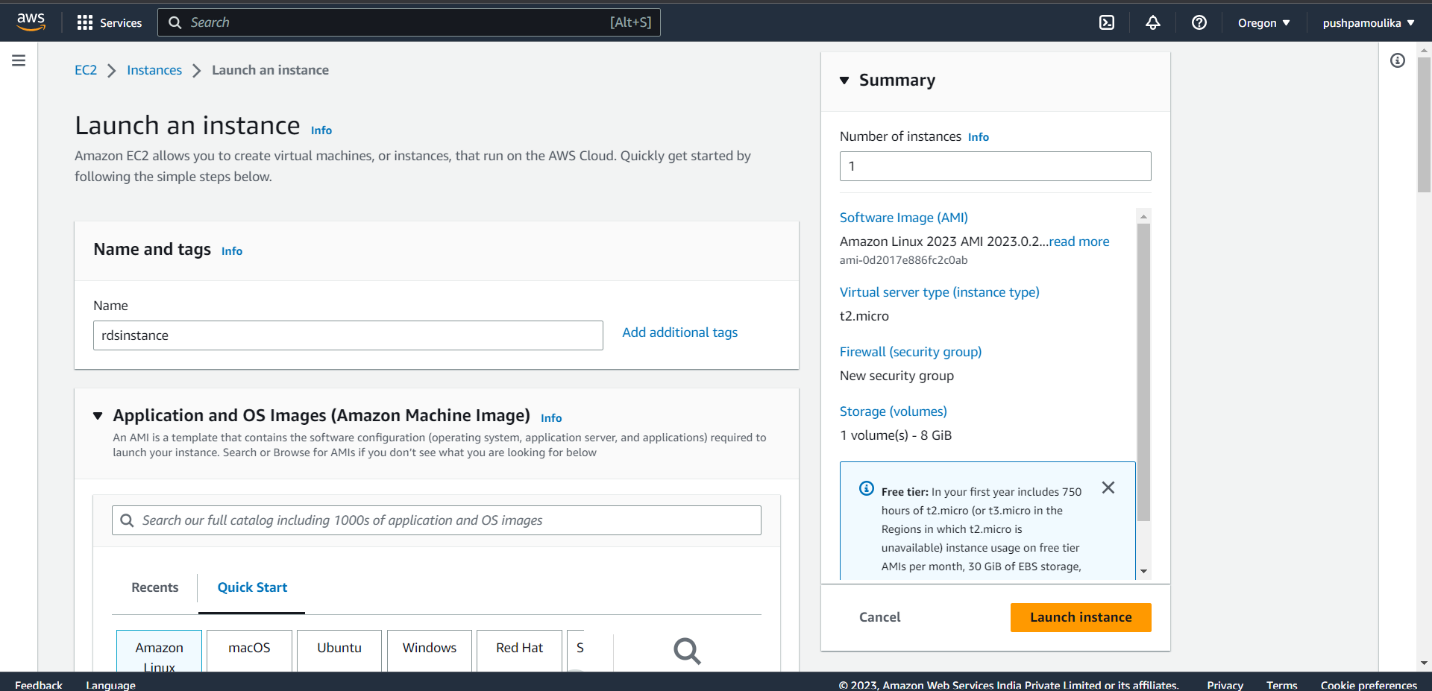 aws
Services
Search
[Alt+S]
Oregon ▼
pushpamoulika ▼
EC2 > Instances > Launch an instance
Launch an instance Info
Amazon EC2 allows you to create virtual machines, or instances, that run on the AWS Cloud. Quickly get started by
following the simple steps below.
Name and tags Info
Name
rdsinstance
Add additional tags
▼ Application and OS Images (Amazon Machine Image) Info
An AMI is a template that contains the software configuration (operating system, application server, and applications) required to
launch your instance. Search or Browse for AMIs if you don't see what you are looking for below
Search our full catalog including 1000s of application and OS images
Recents
Quick Start
Amazon
Linux
macOS
Ubuntu
Windows
Red Hat
S
▼ Summary
Number of instances Info
1
Software Image (AMI)
Amazon Linux 2023 AMI 2023.0.2...read more
ami-0d2017e886fc2c0ab
Virtual server type (instance type)
t2.micro
Firewall (security group)
New security group
Storage (volumes)
1 volume(s) - 8 GiB
Free tier: In your first year includes 750
hours of t2.micro (or t3.micro in the
Regions in which t2.micro is
unavailable) instance usage on free tier
AMIs per month, 30 GiB of EBS storage,
Cancel
Launch instance
Feedback
Language
© 2023, Amazon Web Services India Private Limited or its affiliates.
Privacy
Terms
Cookie preferences